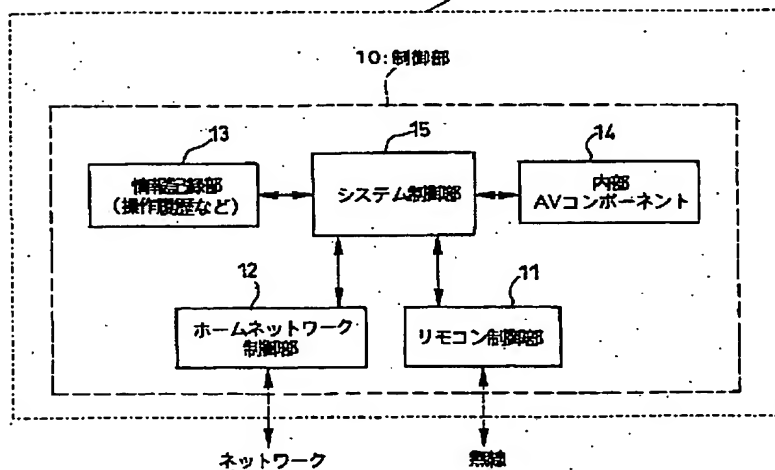 10:制御部
13
15
14
情報記録部
(操作履歴など)
システム制御部
内部
AVコンポーネント
12
11
ホームネットワーク
制御部
リモコン制御部
ネットワーク
無線